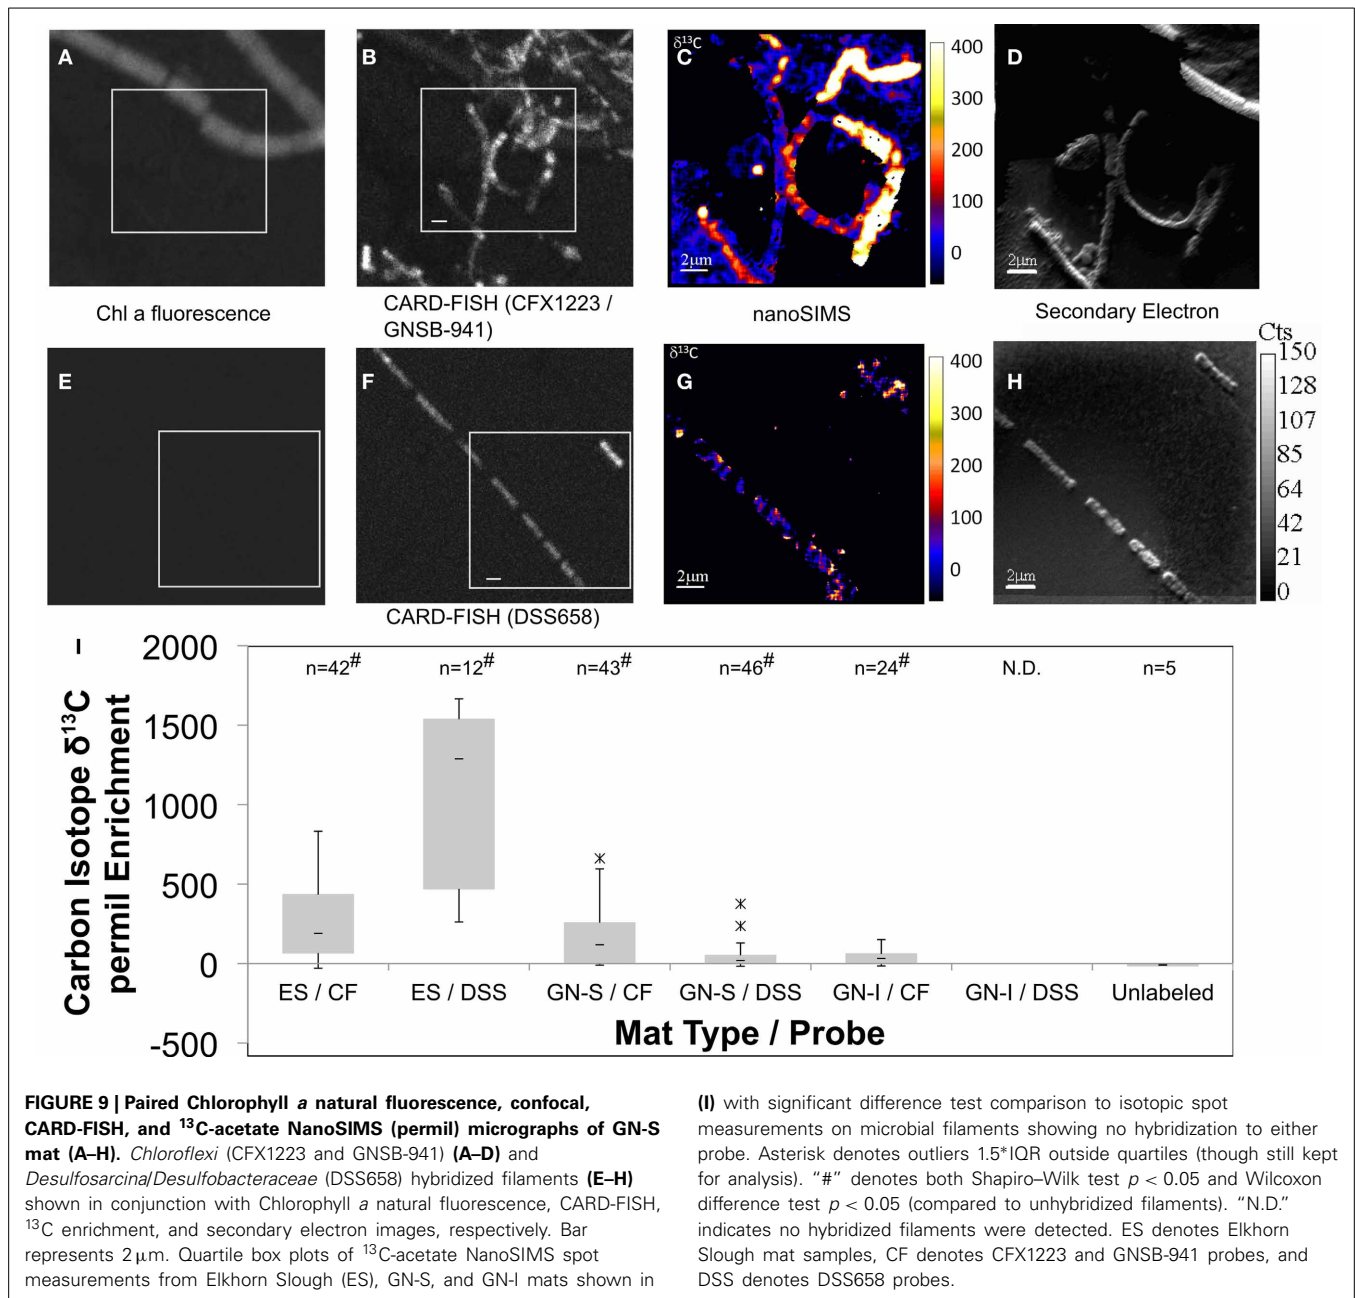 A
B
δ13C
C
400
300
200
100
0
D
2μm
2μm
Chl a fluorescence
CARD-FISH (CFX1223 /
GNSB-941)
nanoSIMS
Secondary Electron
E
F
δ13C
G
400
300
200
100
0
H
Cts
150
128
107
85
64
42
21
0
2μm
2μm
CARD-FISH (DSS658)
Carbon Isotope δ13C –
permil Enrichment
2000
1500
1000
500
0
-500
n=42#
n=12#
n=43#
n=46#
n=24#
N.D.
n=5
ES / CF
ES / DSS
GN-S / CF
GN-S / DSS
GN-I / CF
GN-I / DSS
Unlabeled
Mat Type / Probe
FIGURE 9 | Paired Chlorophyll a natural fluorescence, confocal,
CARD-FISH, and 13C-acetate NanoSIMS (permil) micrographs of GN-S
mat (A–H). Chloroflexi (CFX1223 and GNSB-941) (A–D) and
Desulfosarcina/Desulfobacteraceae (DSS658) hybridized filaments (E–H)
shown in conjunction with Chlorophyll a natural fluorescence, CARD-FISH,
13C enrichment, and secondary electron images, respectively. Bar
represents 2 μm. Quartile box plots of 13C-acetate NanoSIMS spot
measurements from Elkhorn Slough (ES), GN-S, and GN-I mats shown in
(I) with significant difference test comparison to isotopic spot
measurements on microbial filaments showing no hybridization to either
probe. Asterisk denotes outliers 1.5*IQR outside quartiles (though still kept
for analysis). "#" denotes both Shapiro–Wilk test p < 0.05 and Wilcoxon
difference test p < 0.05 (compared to unhybridized filaments). "N.D."
indicates no hybridized filaments were detected. ES denotes Elkhorn
Slough mat samples, CF denotes CFX1223 and GNSB-941 probes, and
DSS denotes DSS658 probes.